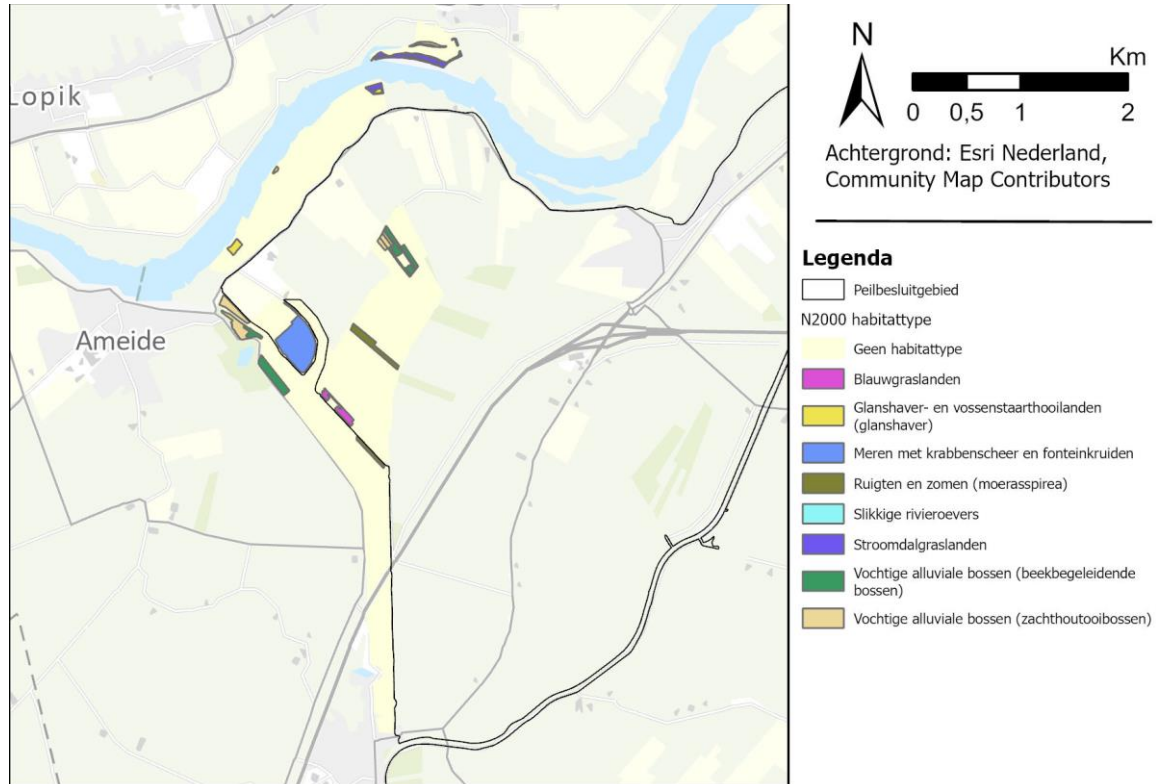 Lopik
Ameide
N
Km
0 0,5 1 2
Achtergrond: Esri Nederland,
Community Map Contributors
Legenda
Peilbesluitgebied
N2000 habitattype
Geen habitattype
Blauwgraslanden
Glanshaver- en vossenstaarthooilanden
(glanshaver)
Meren met krabbenscheer en fonteinkruiden
Ruigten en zomen (moerasspirea)
Slikkige rivieroevers
Stroomdalgraslanden
Vochtige alluviale bossen (beekbegeleidende
bossen)
Vochtige alluviale bossen (zachthoutooibossen)